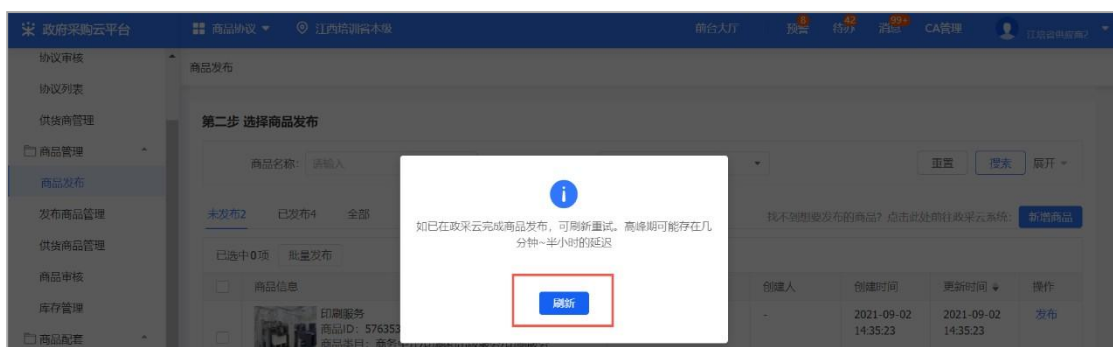 政府采购云平台 商品协议 江西培训省本级 前台大厅 预警 8 待办 42 消息 99+ CA管理
协议审核
协议列表
供货商管理
商品管理
商品发布
发布商品管理
供货商品管理
商品审核
库存管理
商品配套
商品发布
第二步 选择商品发布
商品名称: 请输入 重置 搜索 展开
未发布2 已发布4 全部 找不到想要发布的商品？点击此处前往政采云系统: 新增商品
已选中0项 批量发布
商品信息 创建人 创建时间 更新时间 操作
印刷服务 - 2021-09-02 2021-09-02 发布
商品ID: 576353 14:35:23 14:35:23
如已在政采云完成商品发布，可刷新重试。高峰期可能存在几
分钟~半小时的延迟
刷新